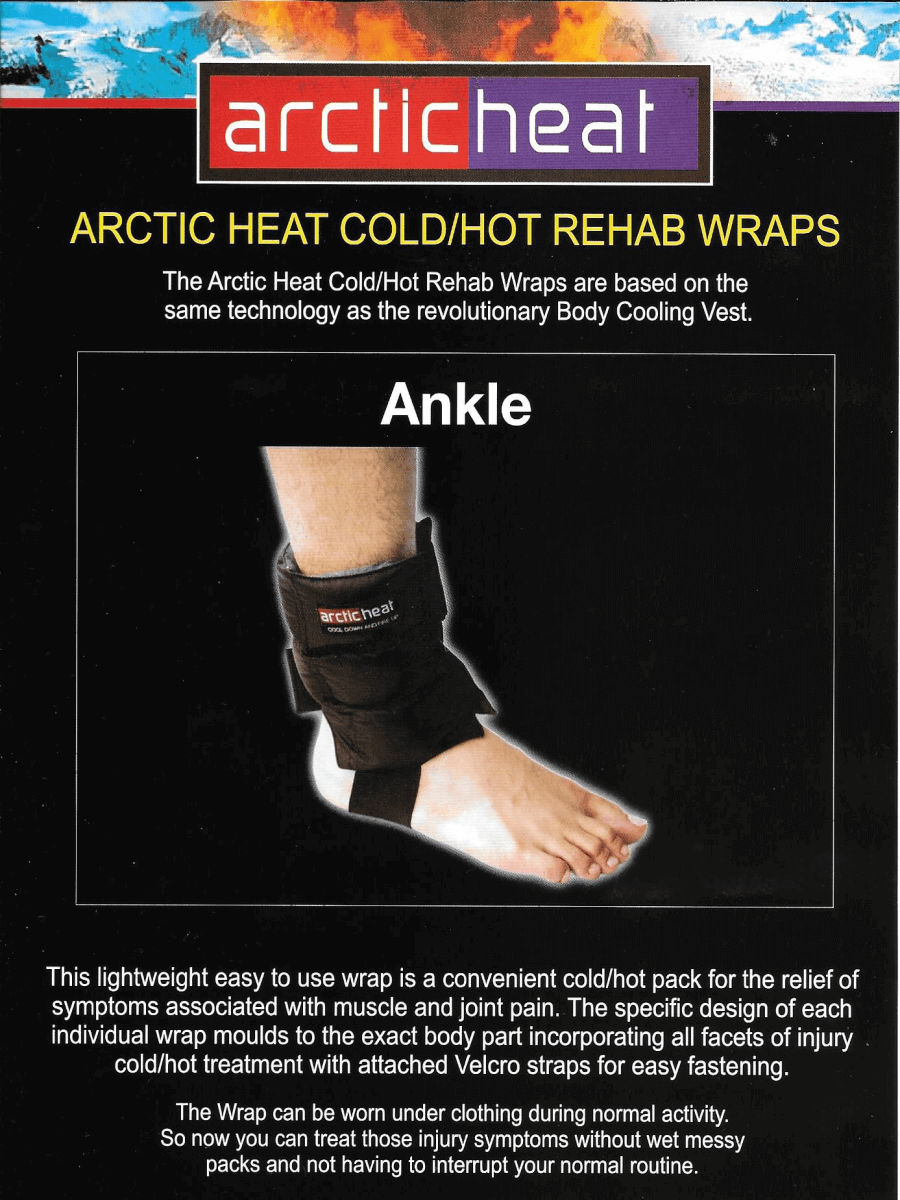 arcticheat
ARCTIC HEAT COLD/HOT REHAB WRAPS
The Arctic Heat Cold/Hot Rehab Wraps are based on the
same technology as the revolutionary Body Cooling Vest.
Ankle
arcticheat
COOL DOWN AND FIRE UP
This lightweight easy to use wrap is a convenient cold/hot pack for the relief of
symptoms associated with muscle and joint pain. The specific design of each
individual wrap moulds to the exact body part incorporating all facets of injury
cold/hot treatment with attached Velcro straps for easy fastening.
The Wrap can be worn under clothing during normal activity.
So now you can treat those injury symptoms without wet messy
packs and not having to interrupt your normal routine.